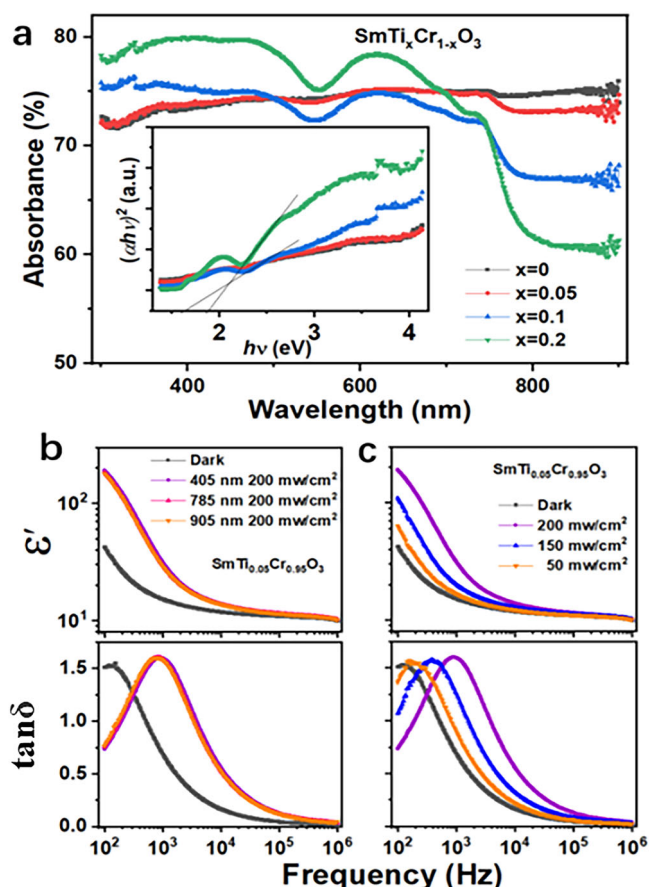 a
SmTiₓCr₁₋ₓO₃
80
75
70
65
60
50
Absorbance (%)
(αhν)² (a.u.)
2 3 4
hν (eV)
x=0
x=0.05
x=0.1
x=0.2
400 600 800
Wavelength (nm)
b
Dark
405 nm 200 mw/cm²
785 nm 200 mw/cm²
905 nm 200 mw/cm²
SmTi₀.₀₅Cr₀.₉₅O₃
10²
10¹
ε′
c
SmTi₀.₀₅Cr₀.₉₅O₃
Dark
200 mw/cm²
150 mw/cm²
50 mw/cm²
1.5
1.0
0.5
0.0
tanδ
10² 10³ 10⁴ 10⁵ 10⁶
10² 10³ 10⁴ 10⁵ 10⁶
Frequency (Hz)